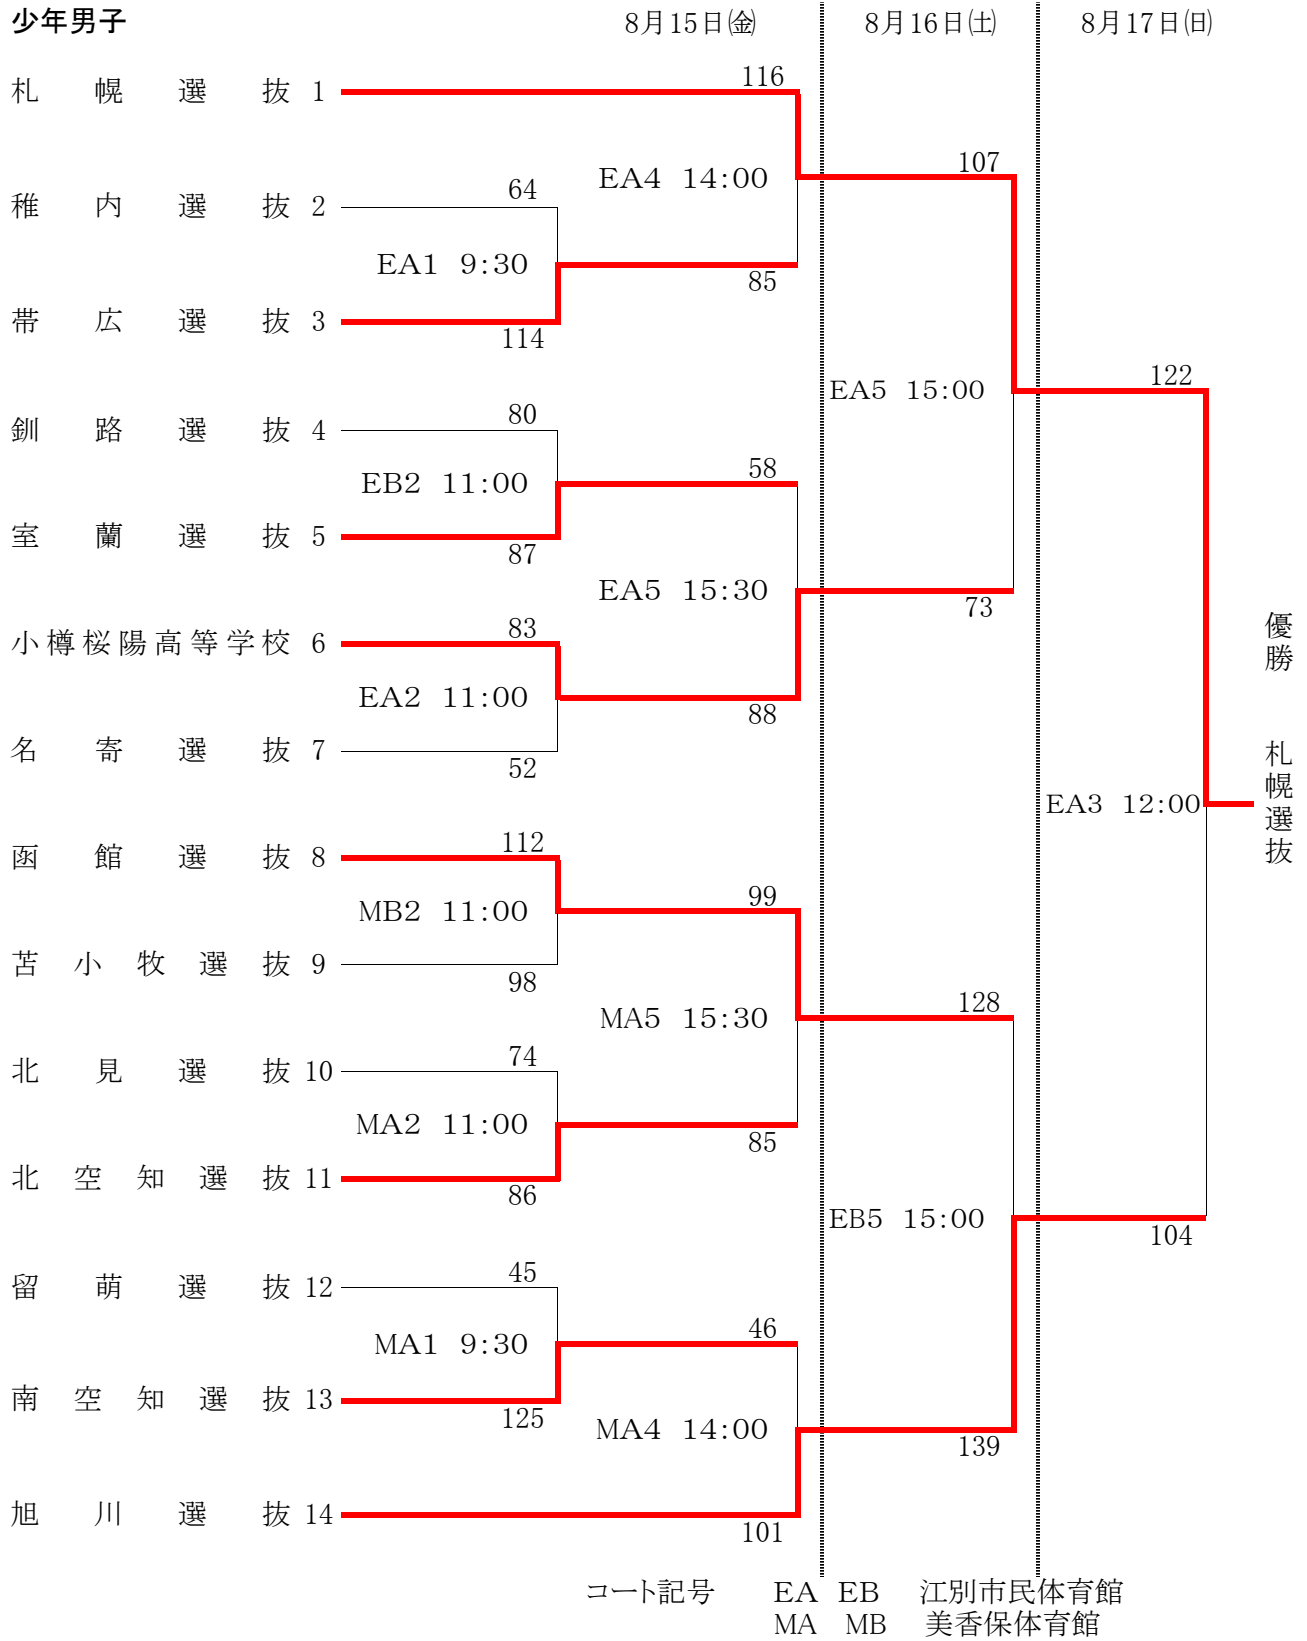 少年男子 8月15日㈮ 8月16日㈯ 8月17日㈰
116
札幌選抜 1
107
EA4 14:00
64
稚内選抜 2
EA1 9:30
85
帯広選抜 3
114
122
EA5 15:00
80
釧路選抜 4
58
EB2 11:00
室蘭選抜 5
87
EA5 15:30
73
83
小樽桜陽高等学校 6
EA2 11:00
88
名寄選抜 7
52
優勝 札幌選抜
EA3 12:00
112
函館選抜 8
99
MB2 11:00
苫小牧選抜 9
98
128
MA5 15:30
74
北見選抜 10
MA2 11:00
85
北空知選抜 11
86
EB5 15:00
104
45
留萌選抜 12
46
MA1 9:30
南空知選抜 13
125
MA4 14:00
139
旭川選抜 14
101
コート記号 EA EB 江別市民体育館
MA MB 美香保体育館